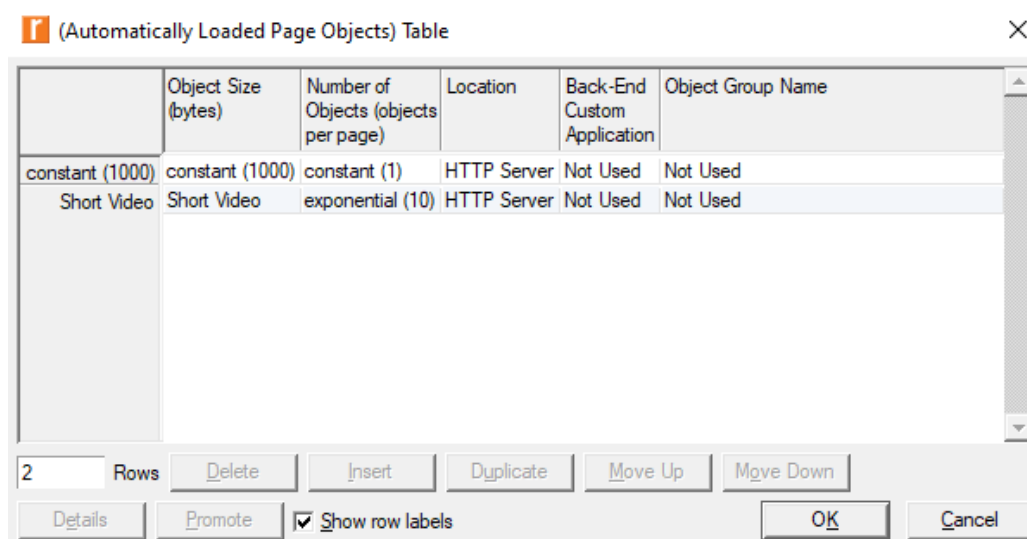 (Automatically Loaded Page Objects) Table
Object Size (bytes) Number of Objects (objects per page) Location Back-End Custom Application Object Group Name
constant (1000) constant (1000) constant (1) HTTP Server Not Used Not Used
Short Video Short Video exponential (10) HTTP Server Not Used Not Used
2 Rows Delete Insert Duplicate Move Up Move Down
Details Promote Show row labels OK Cancel